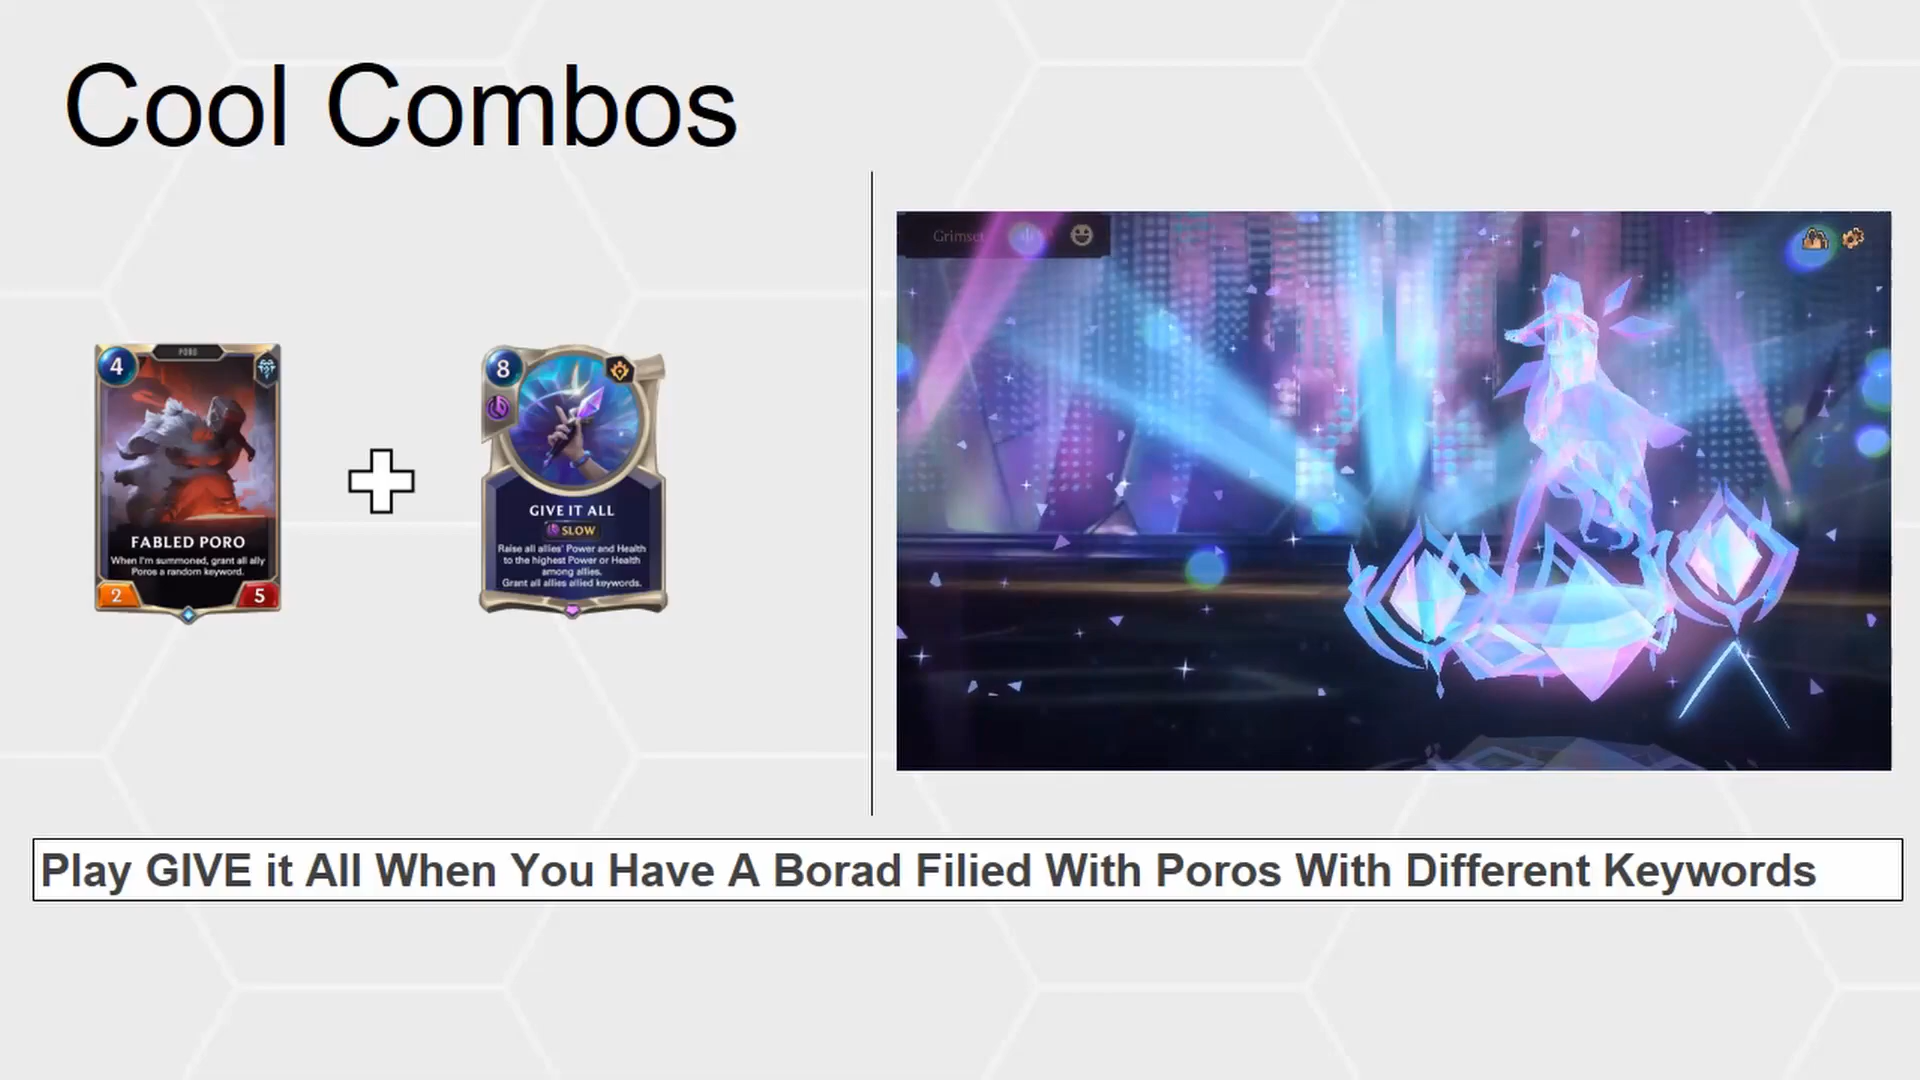 Cool Combos
4
PORO
FABLED PORO
When I'm summoned, grant all ally
Poros a random keyword.
2
5
8
GIVE IT ALL
SLOW
Raise all allies' Power and Health
to the highest Power or Health
among allies.
Grant all allies allied keywords.
Play GIVE it All When You Have A Borad Filied With Poros With Different Keywords